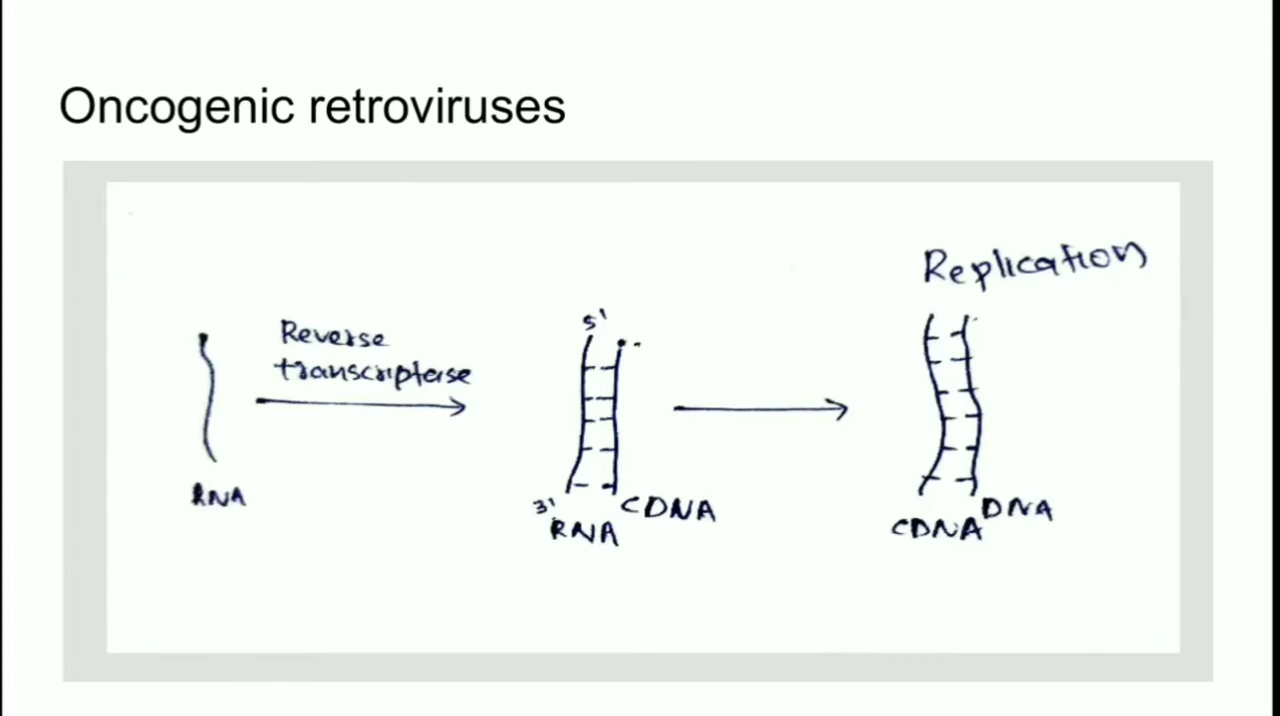 Oncogenic retroviruses
Replication
Reverse
transcriptase
5'
RNA
3'
CDNA
RNA
DNA
CDNA